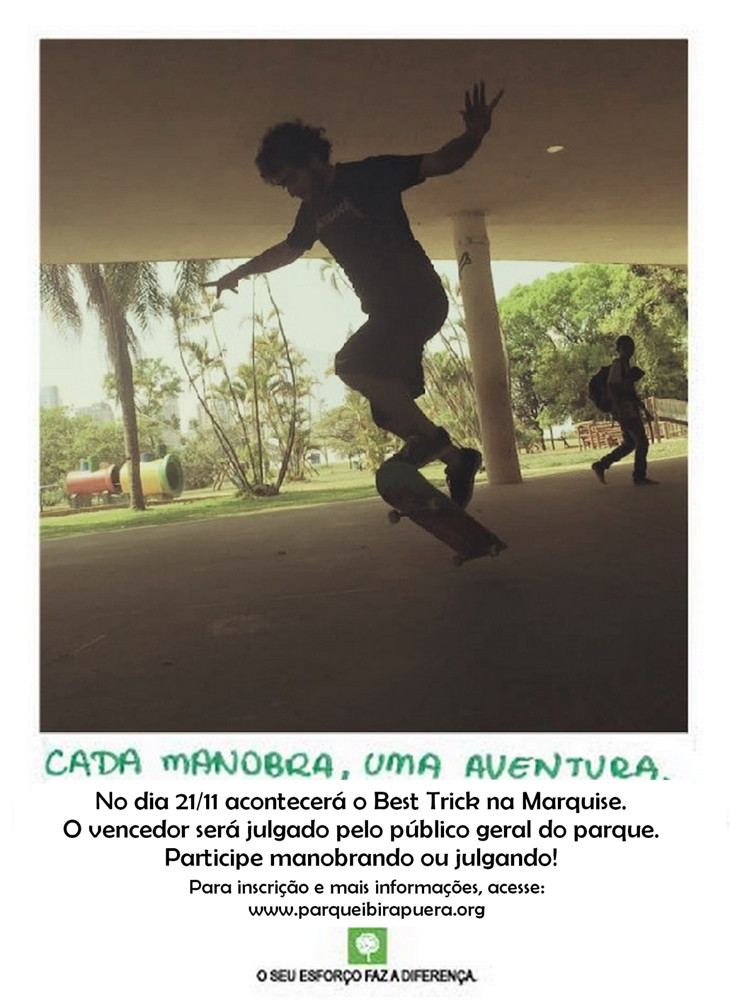 CADA MANOBRA, UMA AVENTURA.
No dia 21/11 acontecerá o Best Trick na Marquise.
O vencedor será julgado pelo público geral do parque.
Participe manobrando ou julgando!
Para inscrição e mais informações, acesse:
www.parqueibirapuera.org
O SEU ESFORÇO FAZ A DIFERENÇA.